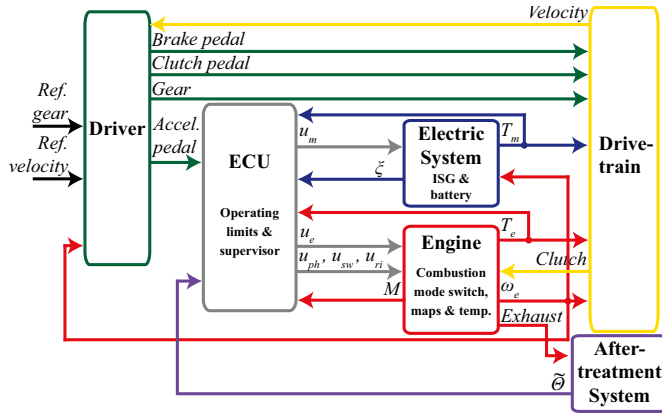 Velocity
Brake pedal
Clutch pedal
Gear
Ref.
gear
Ref.
velocity
Driver
Accel.
pedal
ECU
Operating
limits &
supervisor
u_m
ξ
Electric
System
ISG &
battery
T_m
Drive-
train
u_e
u_ph, u_sw, u_ri
M
Engine
Combustion
mode switch,
maps & temp.
T_e
Clutch
ω_e
Exhaust
After-
treatment
System
Θ̃